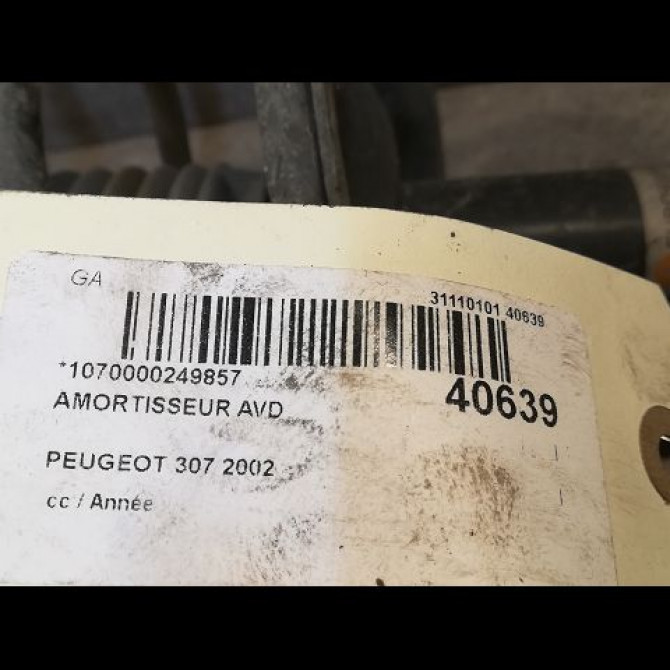 GA
31110101 40639
*1070000249857
40639
AMORTISSEUR AVD
PEUGEOT 307 2002
cc / Année